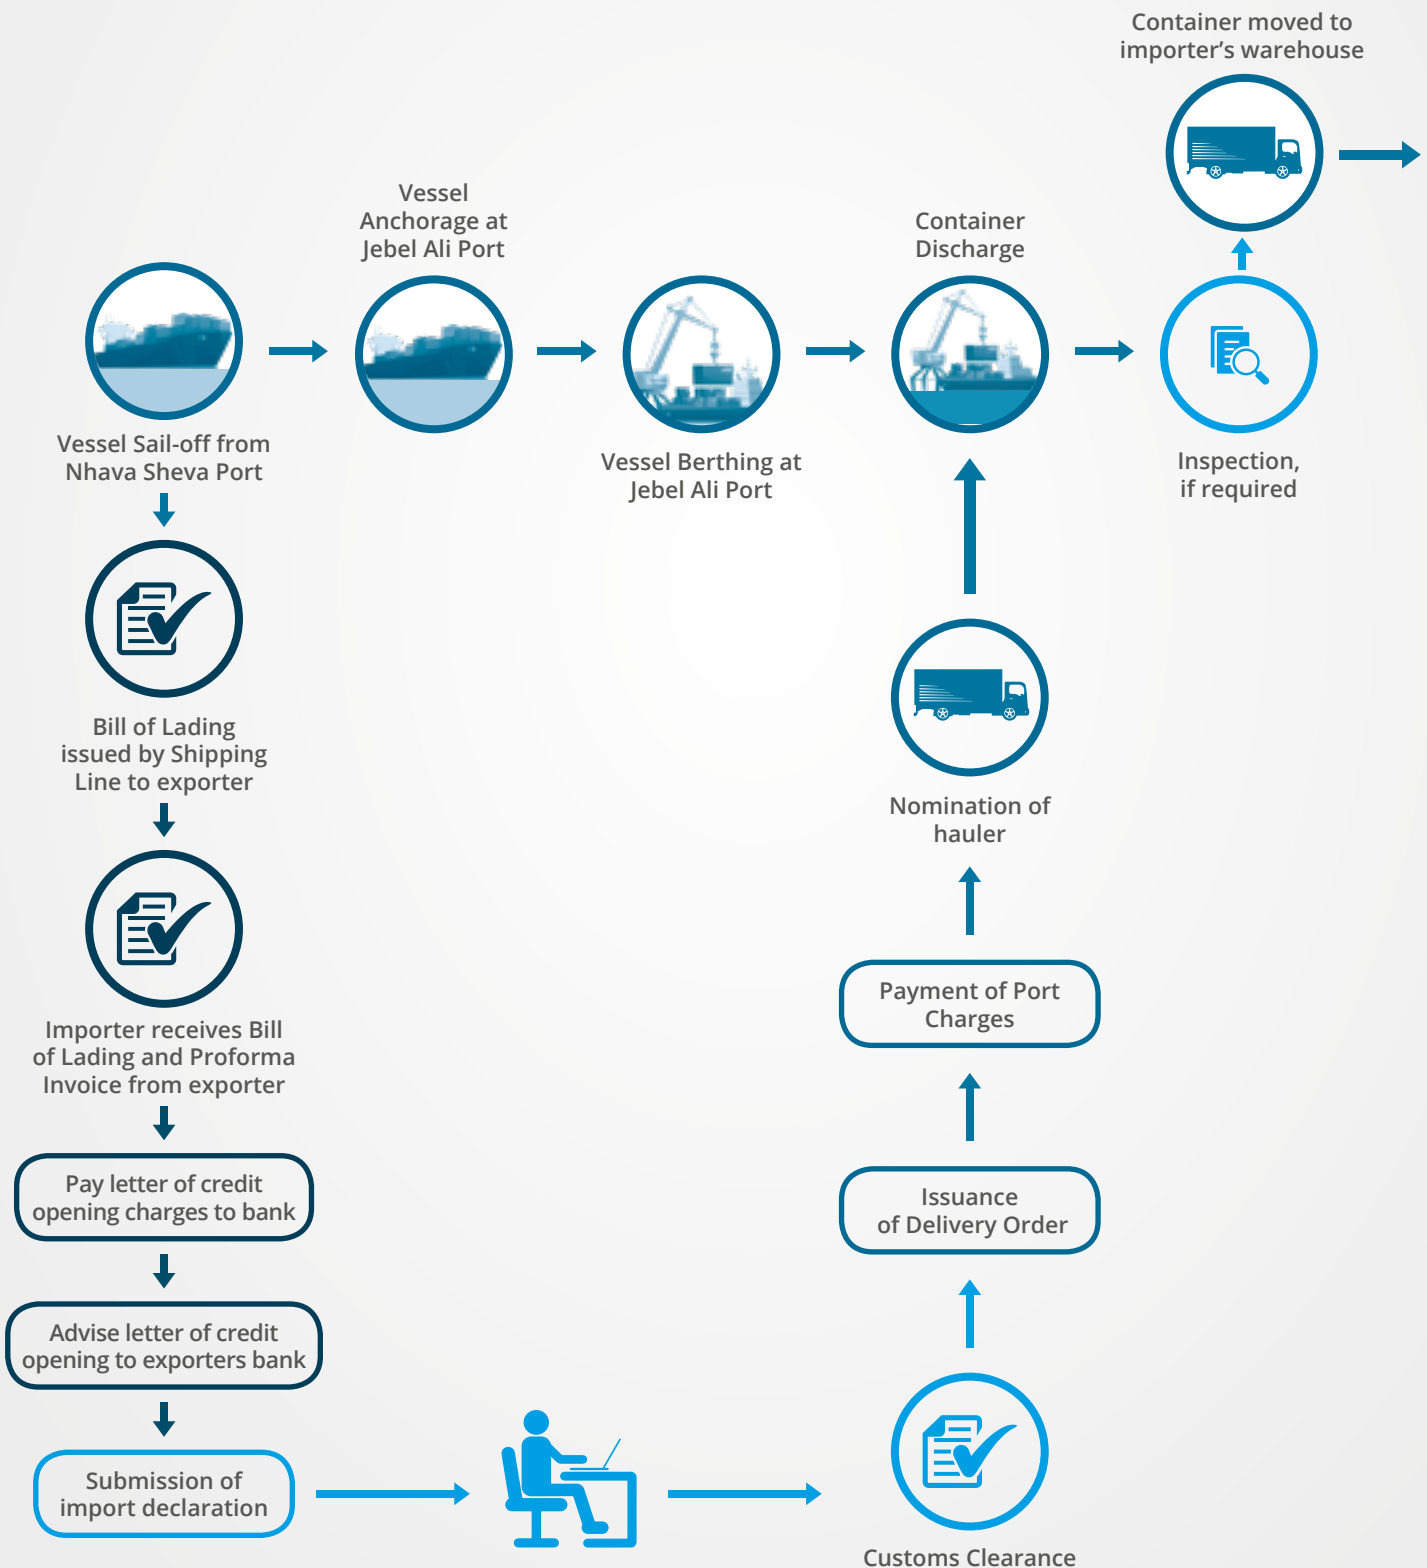 Container moved to
importer’s warehouse
Vessel
Anchorage at
Jebel Ali Port
Container
Discharge
Vessel Sail-off from
Nhava Sheva Port
Vessel Berthing at
Jebel Ali Port
Inspection,
if required
Bill of Lading
issued by Shipping
Line to exporter
Nomination of
hauler
Importer receives Bill
of Lading and Proforma
Invoice from exporter
Payment of Port
Charges
Pay letter of credit
opening charges to bank
Issuance
of Delivery Order
Advise letter of credit
opening to exporters bank
Submission of
import declaration
Customs Clearance